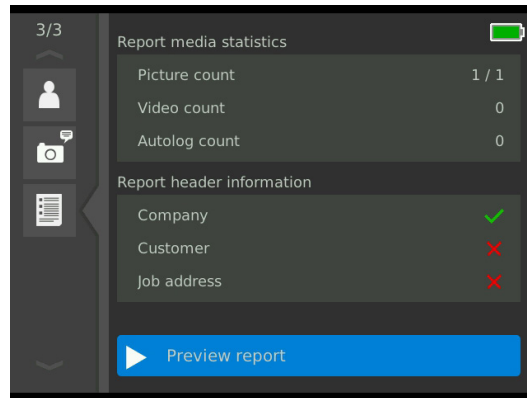 3/3
Report media statistics
Picture count 1 / 1
Video count 0
Autolog count 0
Report header information
Company
Customer
Job address
Preview report